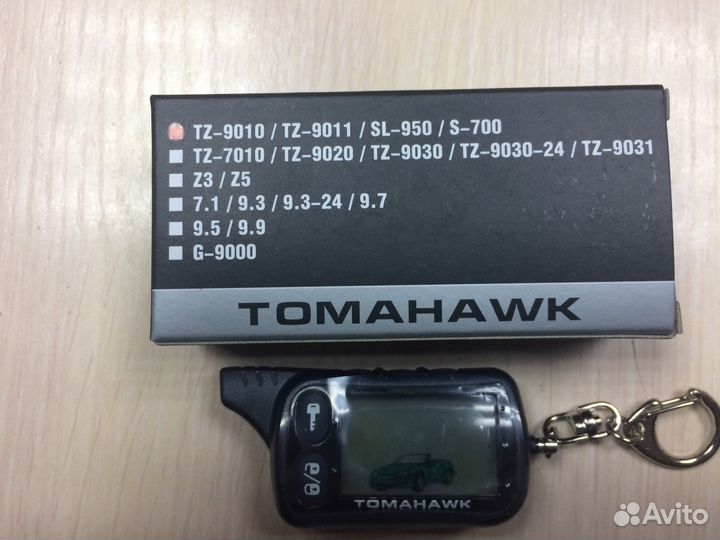 TZ-9010 / TZ-9011 / SL-950 / S-700
TZ-7010 / TZ-9020 / TZ-9030 / TZ-9030-24 / TZ-9031
Z3 / Z5
7.1 / 9.3 / 9.3-24 / 9.7
9.5 / 9.9
G-9000
TOMAHAWK
TOMAHAWK
Avito